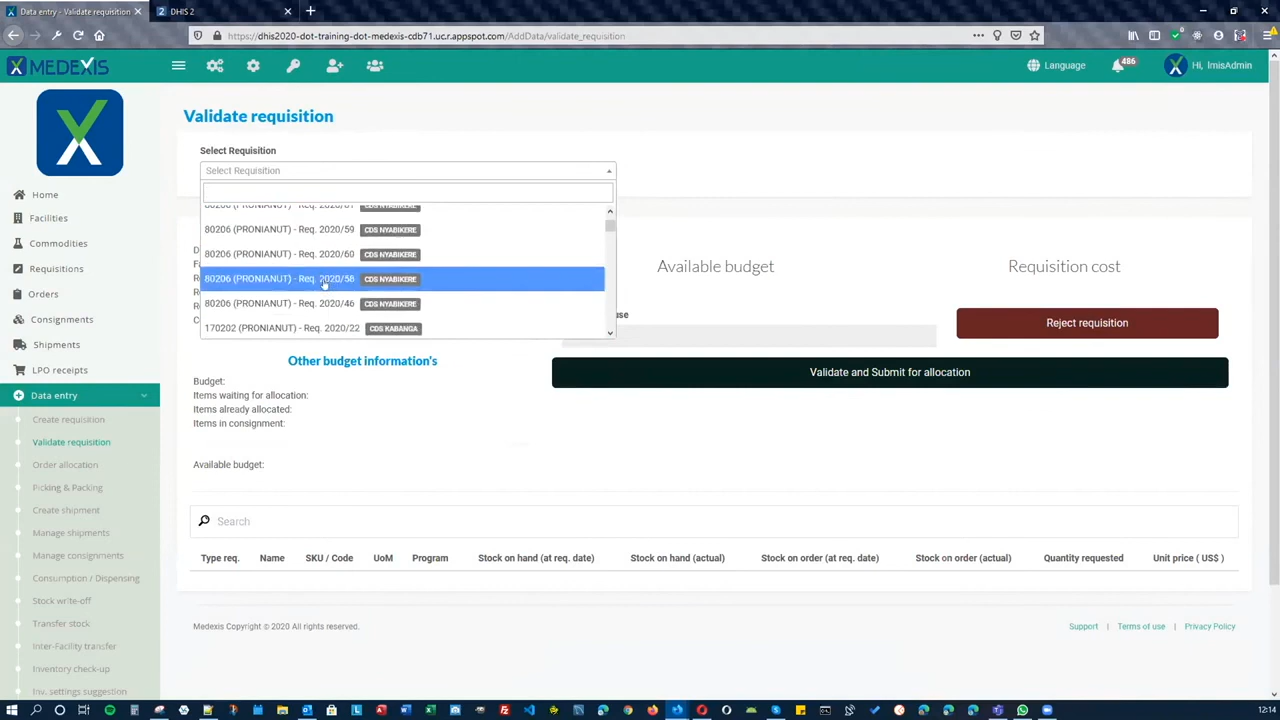 Data entry - Validate requisition
DHIS 2
https://dhis2020-dot-training-dot-medexis-cdb71.uc.r.appspot.com/AddData/validate_requisition
MEDEXIS
Language
486
Hi, lmisAdmin
Home
Facilities
Commodities
Requisitions
Orders
Consignments
Shipments
LPO receipts
Data entry
Create requisition
Validate requisition
Order allocation
Picking & Packing
Create shipment
Manage shipments
Manage consignments
Consumption / Dispensing
Stock write-off
Transfer stock
Inter-Facility transfer
Inventory check-up
Inv. settings suggestion
Validate requisition
Select Requisition
Select Requisition
80206 (PRONIANUT) - Req. 2020/59 CDS NYABIKERE
80206 (PRONIANUT) - Req. 2020/60 CDS NYABIKERE
80206 (PRONIANUT) - Req. 2020/58 CDS NYABIKERE
80206 (PRONIANUT) - Req. 2020/46 CDS NYABIKERE
170202 (PRONIANUT) - Req. 2020/22 CDS KABANGA
Available budget
Requisition cost
Reject requisition
Validate and Submit for allocation
Other budget information's
Budget:
Items waiting for allocation:
Items already allocated:
Items in consignment:
Available budget:
Search
Type req. Name SKU / Code UoM Program Stock on hand (at req. date) Stock on hand (actual) Stock on order (at req. date) Stock on order (actual) Quantity requested Unit price ( US$ )
Medexis Copyright © 2020 All rights reserved.
Support | Terms of use | Privacy Policy
12:14